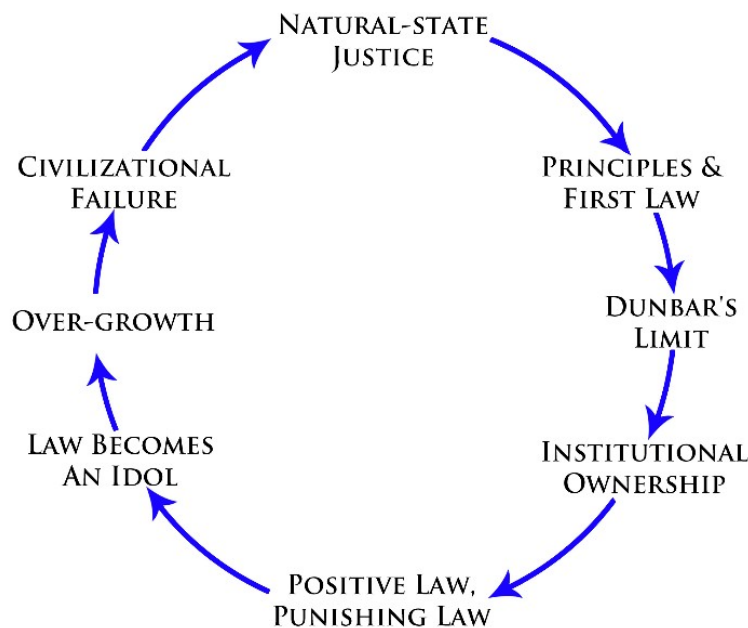 Natural-state
Justice
Principles &
First Law
Dunbar's
Limit
Institutional
Ownership
Positive Law,
Punishing Law
Law Becomes
An Idol
Over-growth
Civilizational
Failure